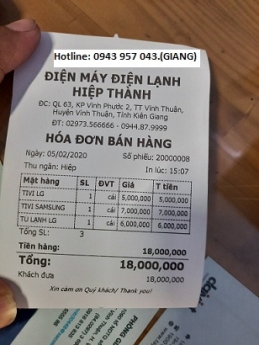 Hotline: 0943 957 043.(GIANG)
ĐIỆN MÁY ĐIỆN LẠNH
HIỆP THÀNH
ĐC: QL 63, KP Vĩnh Phước 2, TT Vĩnh Thuận,
Huyện Vĩnh Thuận, Tỉnh Kiên Giang
ĐT: 02973.566666 - 0944.87.9999
HÓA ĐƠN BÁN HÀNG
Ngày: 05/02/2020 Số phiếu: 20000008
Thu ngân: Hiệp In lúc: 15:07
Mặt hàng SL ĐVT Giá T tiền
TIVI LG 1 cái 5,000,000 5,000,000
TIVI SAMSUNG 1 cái 7,000,000 7,000,000
TỦ LẠNH LG 1 cái 6,000,000 6,000,000
Tổng SL: 3
Tiền hàng: 18,000,000
Tổng: 18,000,000
Khách đưa 18,000,000
Xin cảm ơn Quý khách/ Thank you!